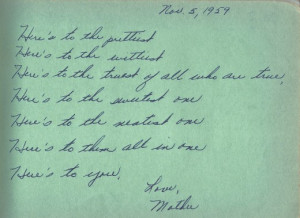 Nov. 5, 1959
Here's to the prettiest
Here's to the wittiest
Here's to the truest of all who are true,
Here's to the sweetest one
Here's to the neatest one
Here's to them all in one
Here's to you.
Love,
Mother